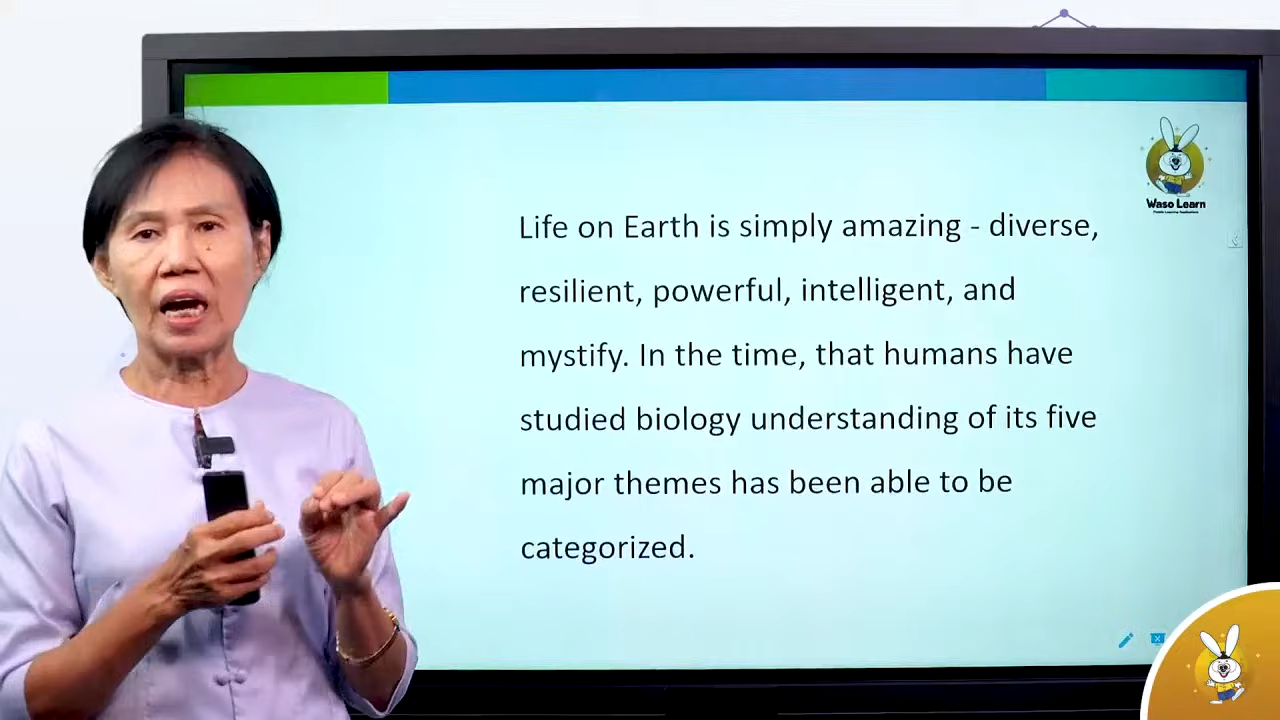 Waso Learn
Life on Earth is simply amazing - diverse,
resilient, powerful, intelligent, and
mystify. In the time, that humans have
studied biology understanding of its five
major themes has been able to be
categorized.